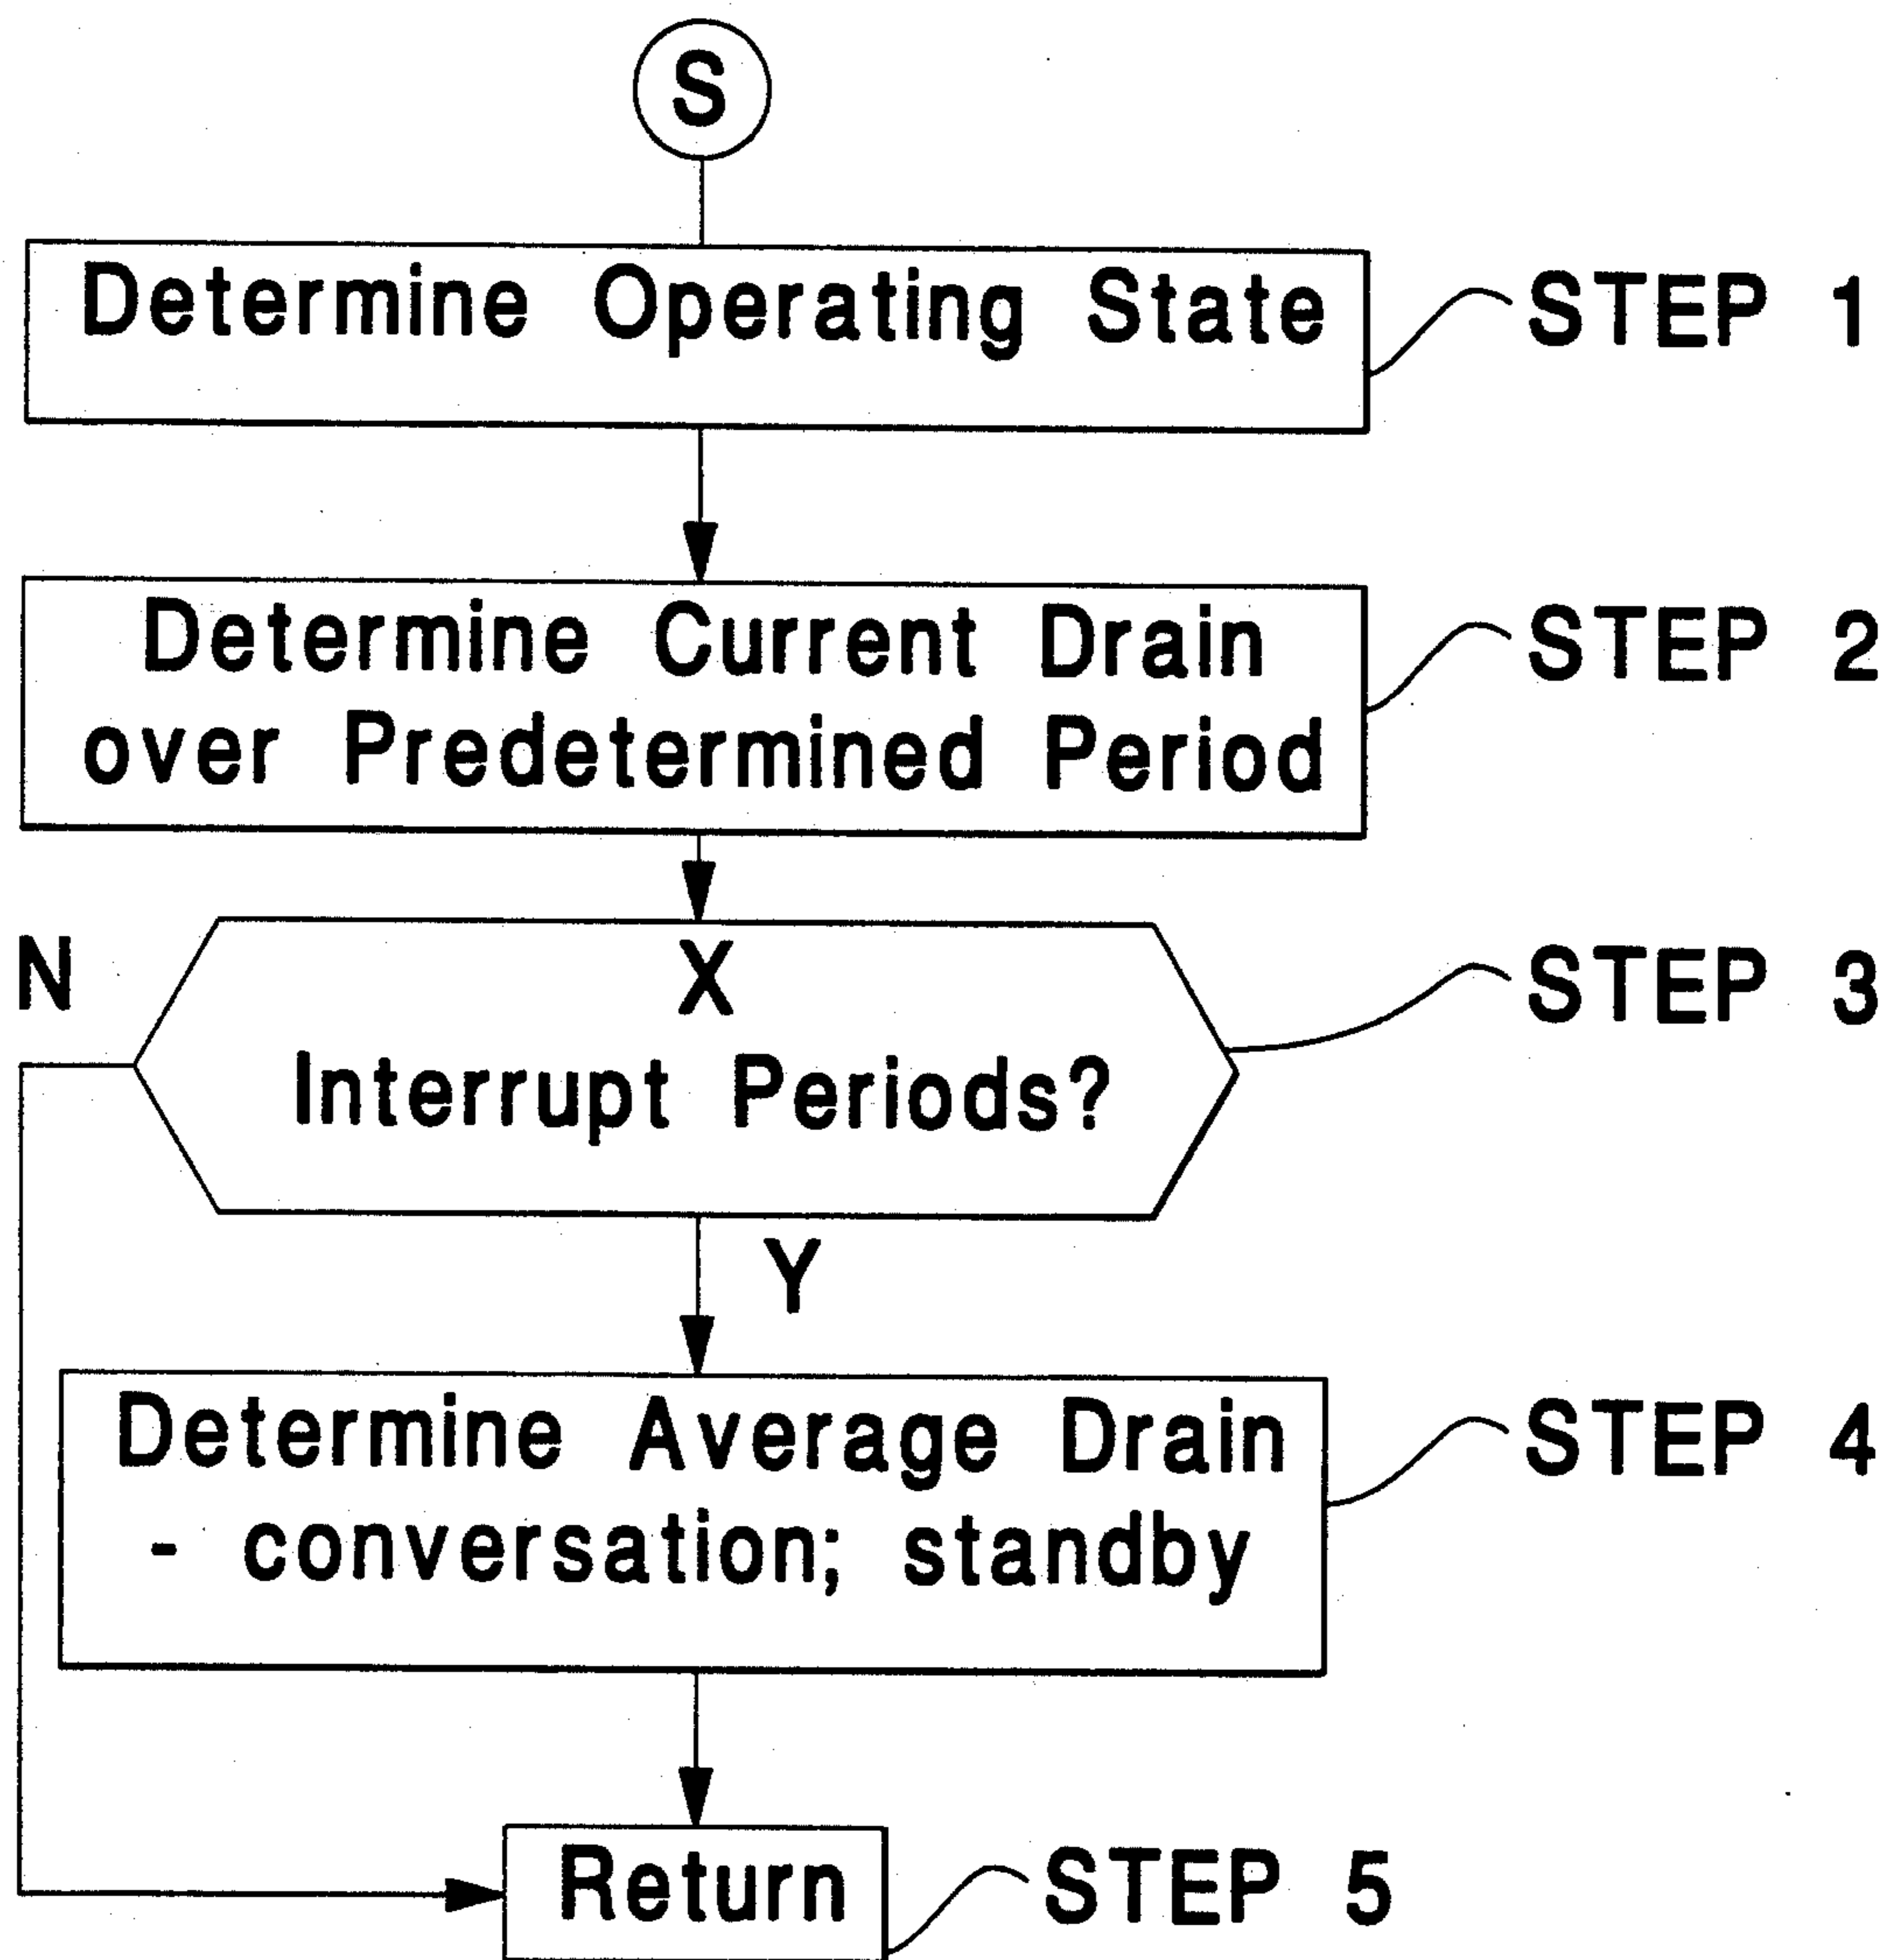 S
Determine Operating State
STEP 1
Determine Current Drain
over Predetermined Period
STEP 2
N
X
Interrupt Periods?
STEP 3
Y
Determine Average Drain
- conversation; standby
STEP 4
Return
STEP 5